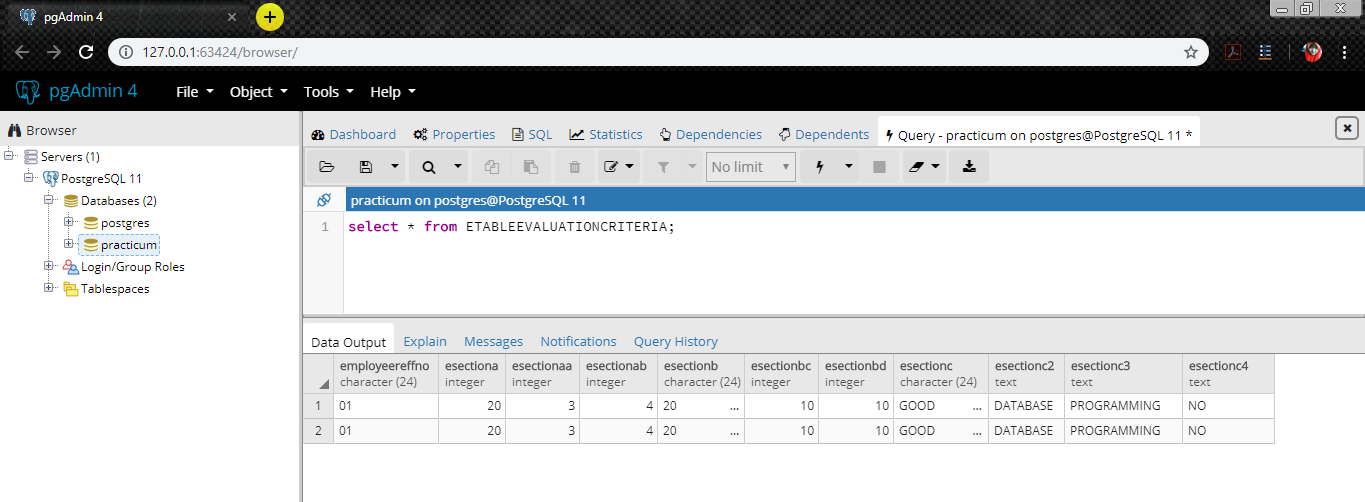 pgAdmin 4
127.0.0.1:63424/browser/
pgAdmin 4 File Object Tools Help
Browser
Servers (1)
PostgreSQL 11
Databases (2)
postgres
practicum
Login/Group Roles
Tablespaces
Dashboard Properties SQL Statistics Dependencies Dependents Query - practicum on postgres@PostgreSQL 11 *
No limit
practicum on postgres@PostgreSQL 11
1 select * from ETABLEEVALUATIONCRITERIA;
Data Output Explain Messages Notifications Query History
employeereffno esectiona esectionaa esectionab esectionb esectionbc esectionbd esectionc esectionc2 esectionc3 esectionc4
character (24) integer integer integer character (24) integer integer character (24) text text text
1 01 20 3 4 20 ... 10 10 GOOD ... DATABASE PROGRAMMING NO
2 01 20 3 4 20 ... 10 10 GOOD ... DATABASE PROGRAMMING NO